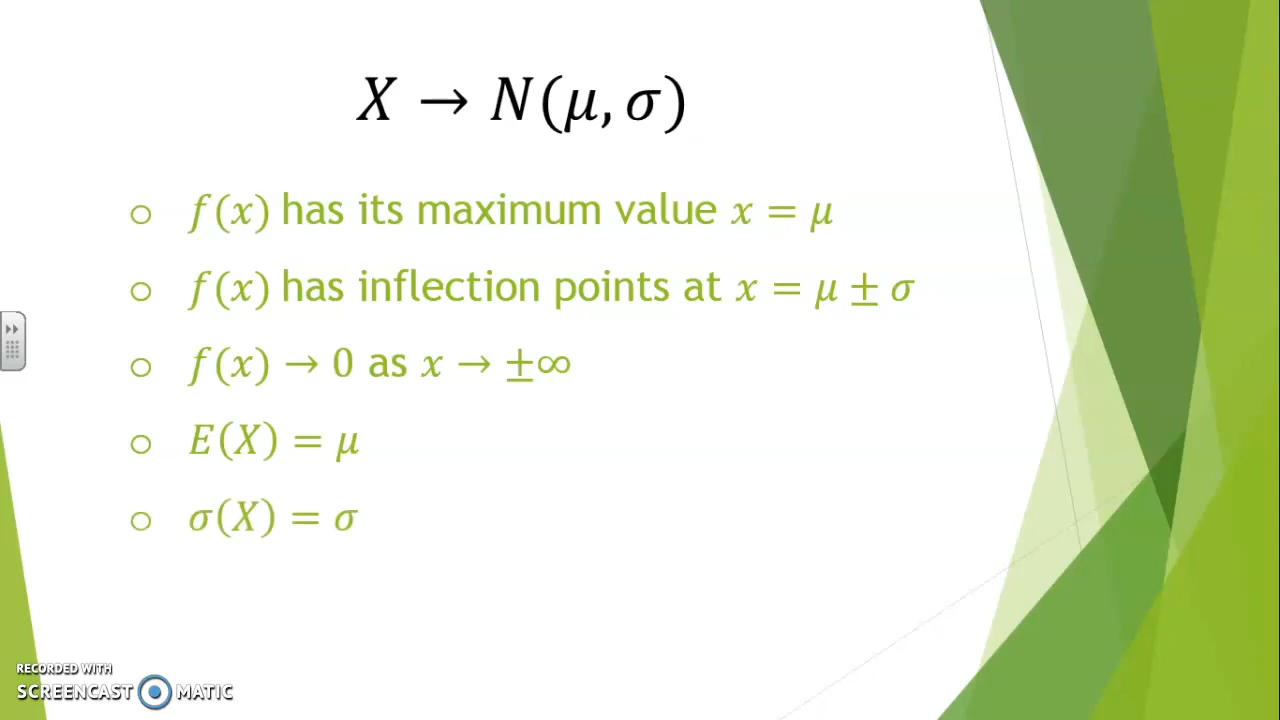 X → N(μ, σ)
○ f(x) has its maximum value x = μ
○ f(x) has inflection points at x = μ ± σ
○ f(x) → 0 as x → ±∞
○ E(X) = μ
○ σ(X) = σ
RECORDED WITH
SCREENCAST MATIC